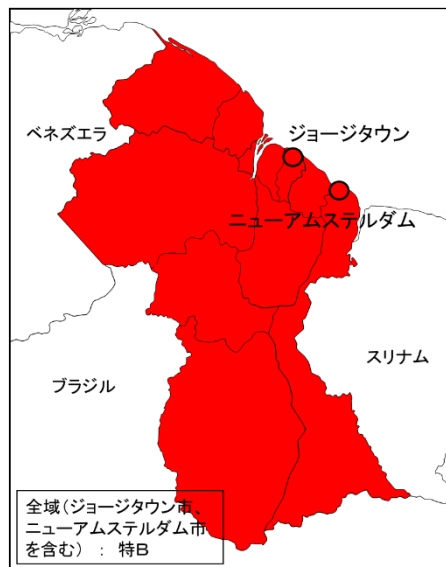 ベネズエラ
ジョージタウン
ニューアムステルダム
スリナム
ブラジル
全域(ジョージタウン市、
ニューアムステルダム市
を含む) : 特B